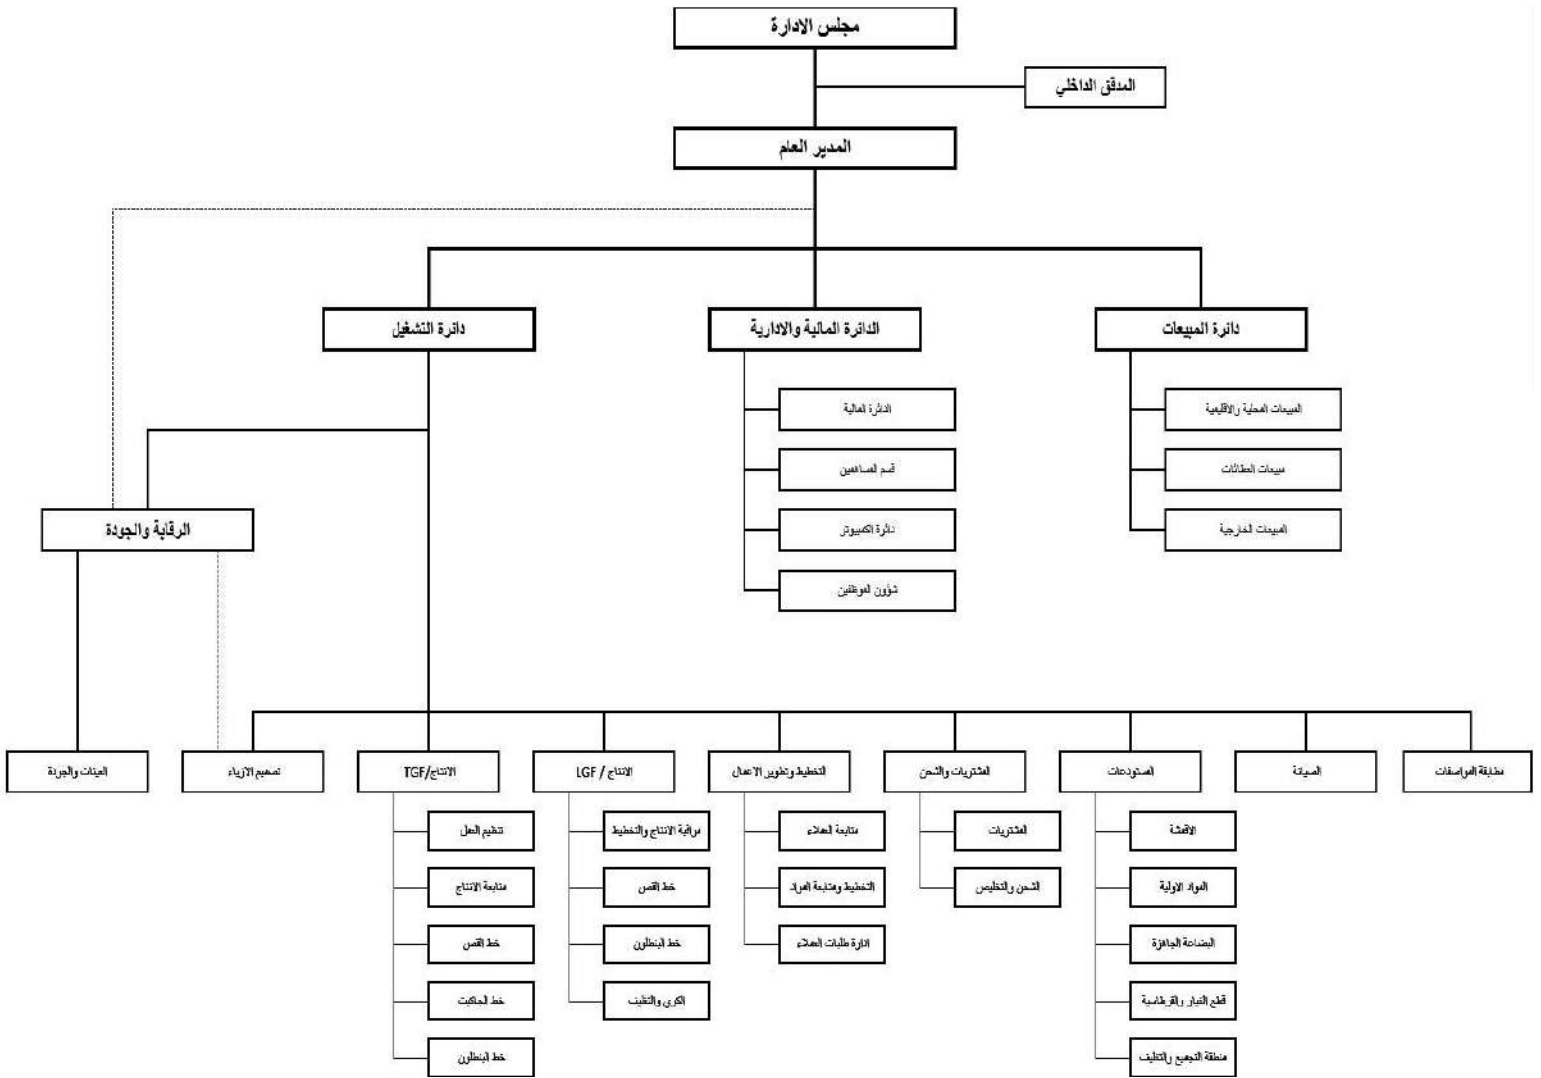 مجلس الادارة
المدقق الداخلي
المدير العام
دائرة المبيعات
الدائرة المالية والادارية
دائرة التشغيل
المبيعات المحلية والاقليمية
مبيعات العطائات
المبيعات الخارجية
الدائرة المالية
قسم المساهمين
دائرة الكمبيوتر
شؤون الموظفين
الرقابة والجودة
مطابقة المواصفات
الصيانة
المستودعات
المشتريات والشحن
التخطيط وتطوير الاعمال
الانتاج / LGF
الانتاج/TGF
تصميم الازياء
العينات والجودة
الاقمشة
المواد الاولية
البضاعة الجاهزة
قطع الغيار والقرطاسية
منطقة التجميع والتغليف
المشتريات
الشحن والتخليص
متابعة العملاء
التخطيط ومتابعة المواد
ادارة طلبات العملاء
مراقبة الانتاج والتخطيط
خط القص
خط البنطلون
الكوي والتغليف
تنظيم العمل
متابعة الانتاج
خط القص
خط الجاكيت
خط البنطلون